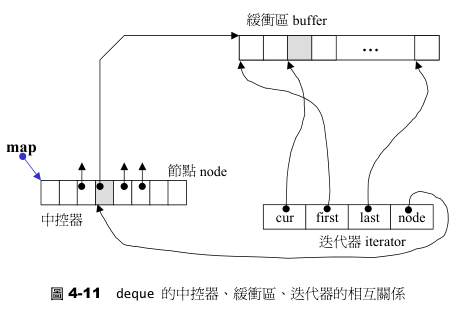 緩衝區 buffer
...
map
節點 node
中控器
cur first last node
迭代器 iterator
圖 4-11 deque 的中控器、緩衝區、迭代器的相互關係